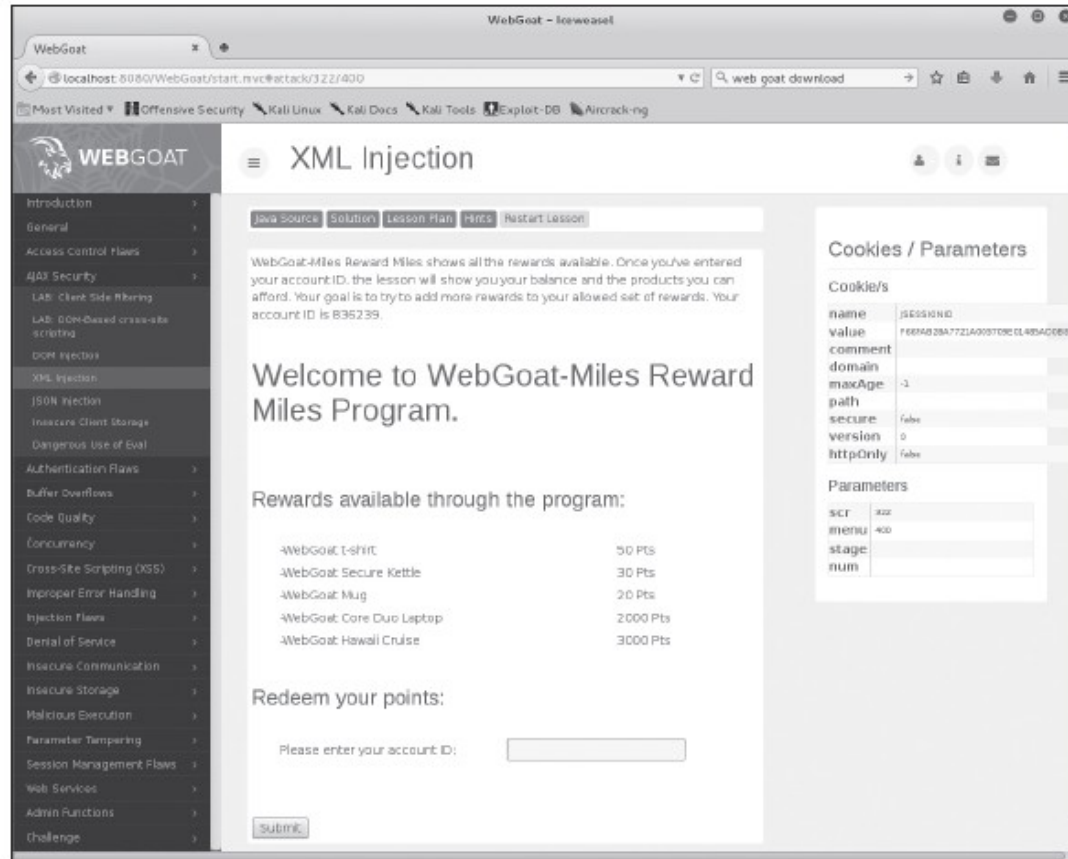 WebGoat - Iceweasel
WebGoat
localhost:8080/WebGoat/start.mvc#attack/322/400
web goat download
Most Visited
Offensive Security
Kali Linux
Kali Docs
Kali Tools
Exploit-DB
Aircrack-ng
WEBGOAT
XML Injection
Introduction
General
Access Control Flaws
AJAX Security
LAB: Client Side Filtering
LAB: DOM-Based cross-site
scripting
DOM Injection
XML Injection
JSON Injection
Insecure Client Storage
Dangerous Use of Eval
Authentication Flaws
Buffer Overflows
Code Quality
Concurrency
Cross-Site Scripting (XSS)
Improper Error Handling
Injection Flaws
Denial of Service
Insecure Communication
Insecure Storage
Malicious Execution
Parameter Tampering
Session Management Flaws
Web Services
Admin Functions
Challenge
Java Source Solution Lesson Plan Hints Restart Lesson
WebGoat-Miles Reward Miles shows all the rewards available. Once you've entered
your account ID, the lesson will show you your balance and the products you can
afford. Your goal is to try to add more rewards to your allowed set of rewards. Your
account ID is 836239.
Welcome to WebGoat-Miles Reward
Miles Program.
Rewards available through the program:
-WebGoat t-shirt 50 Pts
-WebGoat Secure Kettle 30 Pts
-WebGoat Mug 20 Pts
-WebGoat Core Duo Laptop 2000 Pts
-WebGoat Hawaii Cruise 3000 Pts
Redeem your points:
Please enter your account ID:
Submit
Cookies / Parameters
Cookie/s
name JSESSIONID
value
comment
domain
maxAge -1
path
secure false
version 0
httpOnly false
Parameters
scr 322
menu 400
stage
num